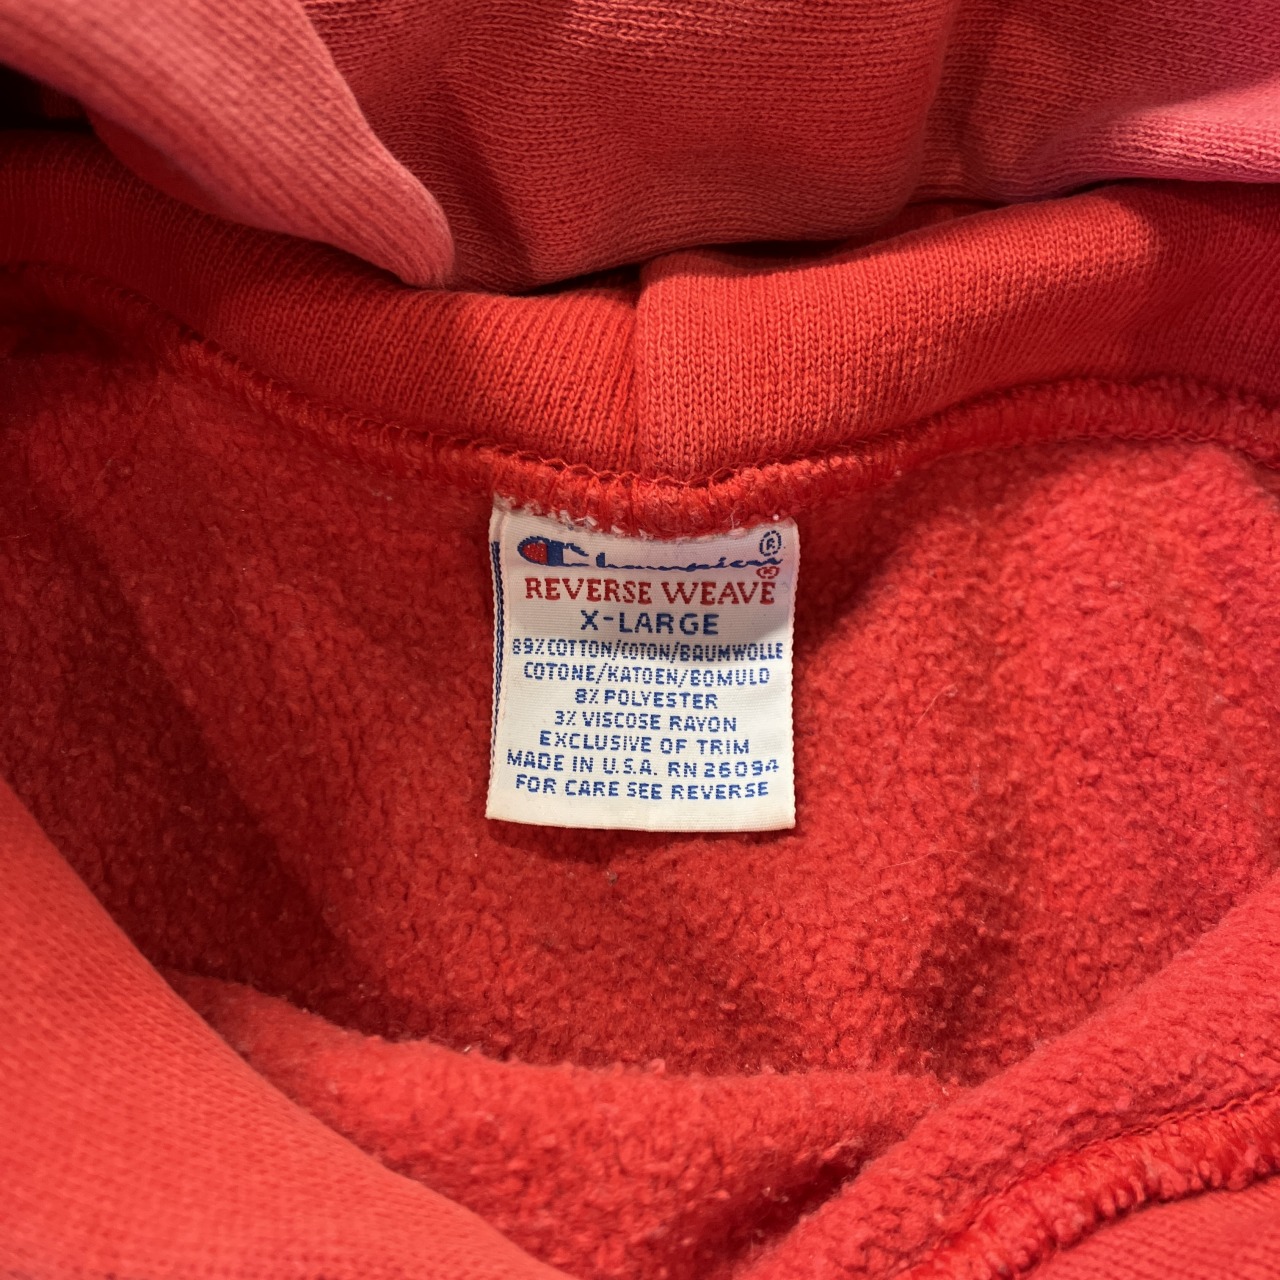 Champion ®
REVERSE WEAVE
X-LARGE
89% COTTON/COTON/BAUMWOLLE
COTONE/KATOEN/BOMULD
8% POLYESTER
3% VISCOSE RAYON
EXCLUSIVE OF TRIM
MADE IN U.S.A. RN 26094
FOR CARE SEE REVERSE